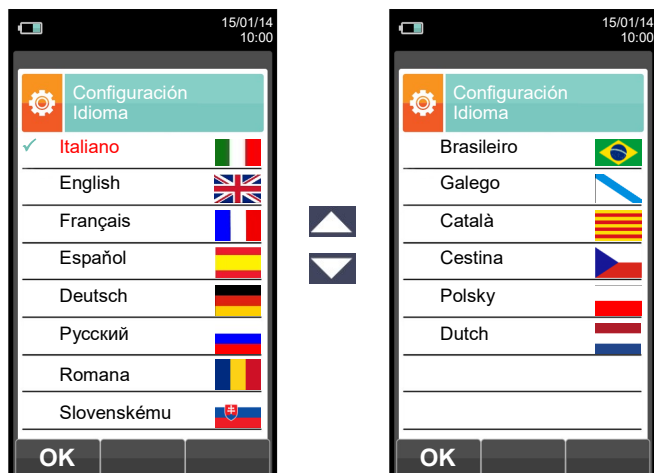 15/01/14
10:00
Configuración
Idioma
Italiano
English
Français
Espaňol
Deutsch
Русский
Romana
Slovenskému
OK
15/01/14
10:00
Configuración
Idioma
Brasileiro
Galego
Català
Cestina
Polsky
Dutch
OK